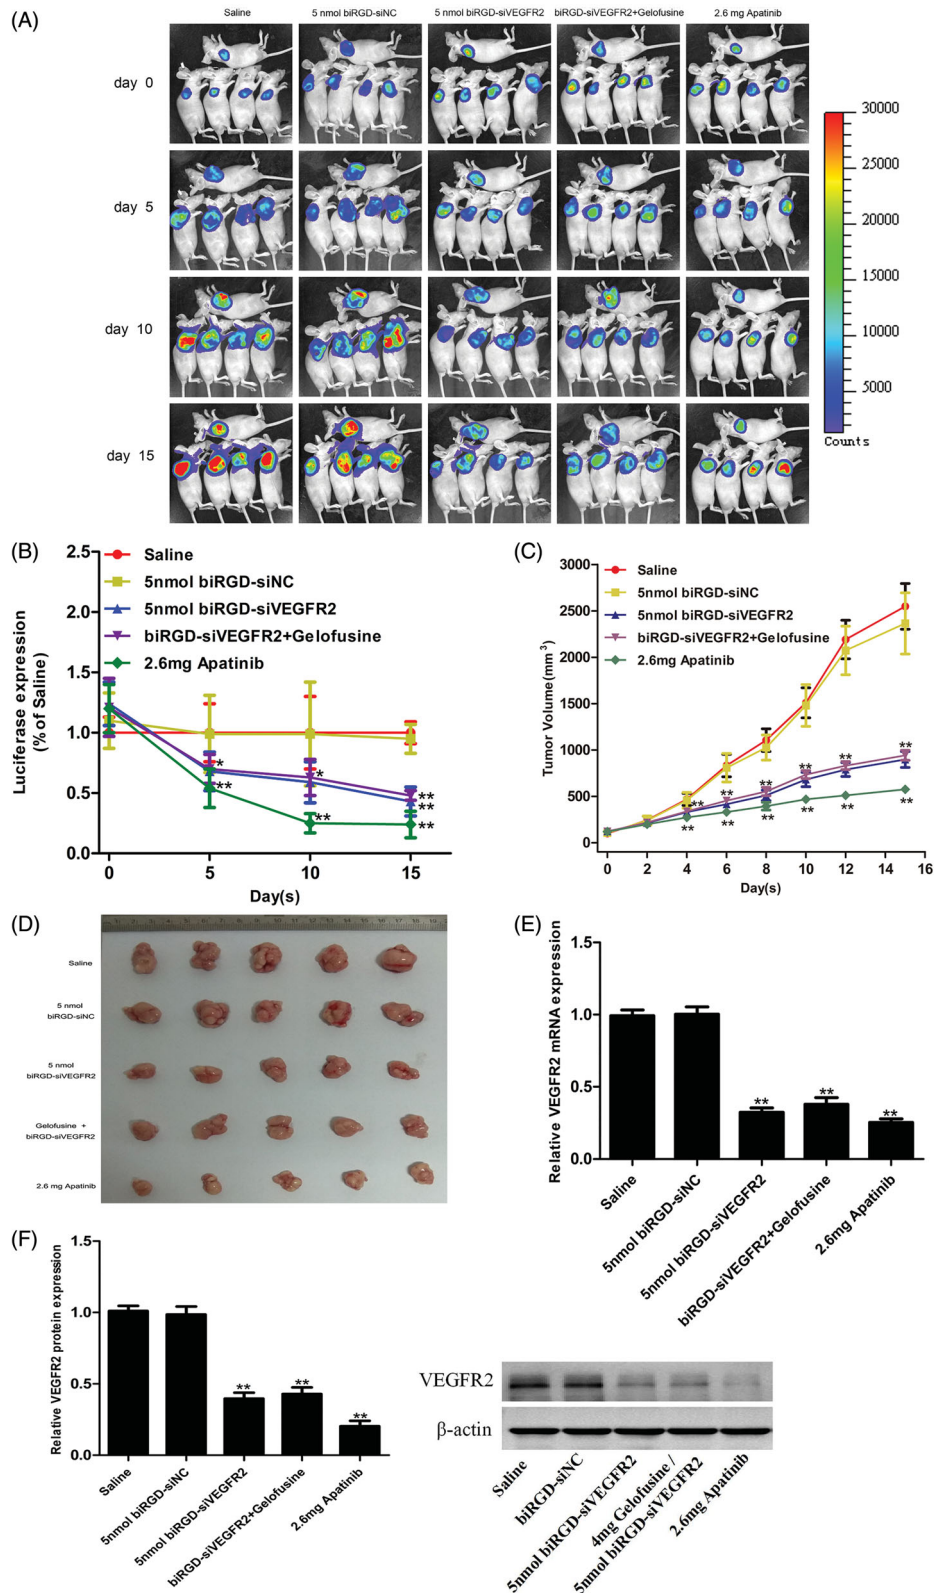 (A)
Saline
5 nmol biRGD-siNC
5 nmol biRGD-siVEGFR2
biRGD-siVEGFR2+Gelofusine
2.6 mg Apatinib
day 0
day 5
day 10
day 15
30000
25000
20000
15000
10000
5000
Counts
(B)
Luciferase expression
(% of Saline)
2.5
2.0
1.5
1.0
0.5
0.0
Saline
5nmol biRGD-siNC
5nmol biRGD-siVEGFR2
biRGD-siVEGFR2+Gelofusine
2.6mg Apatinib
*
**
*
**
**
**
**
0
5
10
15
Day(s)
(C)
Tumor Volume(mm3)
3000
2500
2000
1500
1000
500
0
Saline
5nmol biRGD-siNC
5nmol biRGD-siVEGFR2
biRGD-siVEGFR2+Gelofusine
2.6mg Apatinib
** ** ** ** ** **
** ** ** ** ** **
0 2 4 6 8 10 12 14 16
Day(s)
(D)
Saline
5 nmol
biRGD-siNC
5 nmol
biRGD-siVEGFR2
Gelofusine +
biRGD-siVEGFR2
2.6 mg Apatinib
(E)
Relative VEGFR2 mRNA expression
1.5
1.0
0.5
0.0
**
**
**
Saline
5nmol biRGD-siNC
5nmol biRGD-siVEGFR2
biRGD-siVEGFR2+Gelofusine
2.6mg Apatinib
(F)
Relative VEGFR2 protein expression
1.5
1.0
0.5
0.0
**
**
**
Saline
5nmol biRGD-siNC
5nmol biRGD-siVEGFR2
biRGD-siVEGFR2+Gelofusine
2.6mg Apatinib
VEGFR2
β-actin
Saline
biRGD-siNC
5nmol biRGD-siVEGFR2
4mg Gelofusine /
5nmol biRGD-siVEGFR2
2.6mg Apatinib